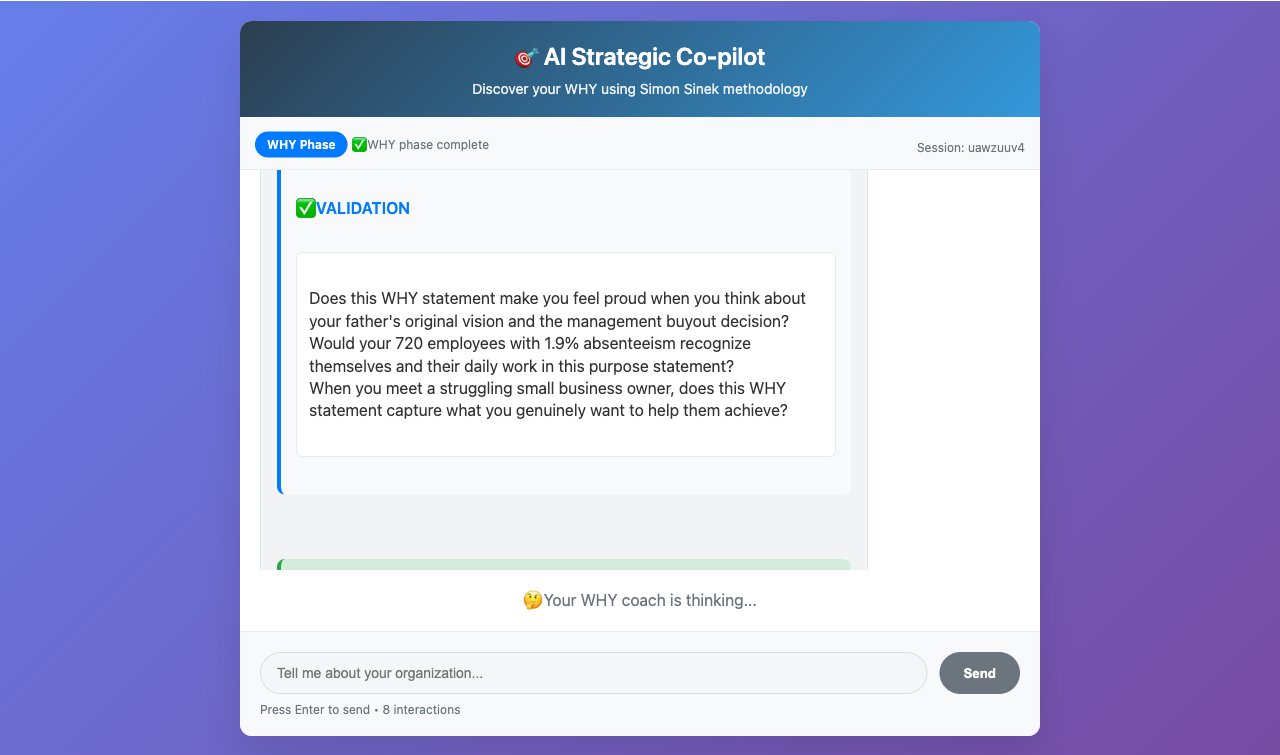 🎯 AI Strategic Co-pilot
Discover your WHY using Simon Sinek methodology
WHY Phase ✅WHY phase complete
Session: uawzuuv4
✅VALIDATION
Does this WHY statement make you feel proud when you think about
your father's original vision and the management buyout decision?
Would your 720 employees with 1.9% absenteeism recognize
themselves and their daily work in this purpose statement?
When you meet a struggling small business owner, does this WHY
statement capture what you genuinely want to help them achieve?
🤔Your WHY coach is thinking...
Tell me about your organization...
Send
Press Enter to send • 8 interactions